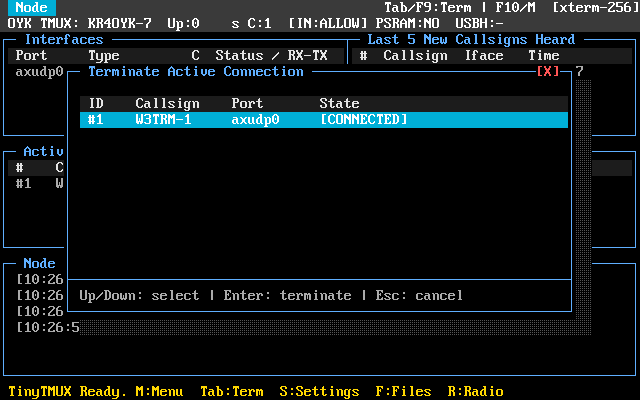 Node Tab/F9:Term | F10/M [xterm-256]
OYK TMUX: KR4OYK-7 Up:0 s C:1 [IN:ALLOW] PSRAM:NO USBH:-
Interfaces Last 5 New Callsigns Heard
Port Type C Status / RX-TX # Callsign Iface Time
axudp0 Terminate Active Connection [X] 7
ID Callsign Port State
#1 W3TRM-1 axudp0 [CONNECTED]
Activ
# C
#1 W
Node
[10:26
[10:26
Up/Down: select | Enter: terminate | Esc: cancel
[10:26
[10:26:5
TinyTMUX Ready. M:Menu Tab:Term S:Settings F:Files R:Radio